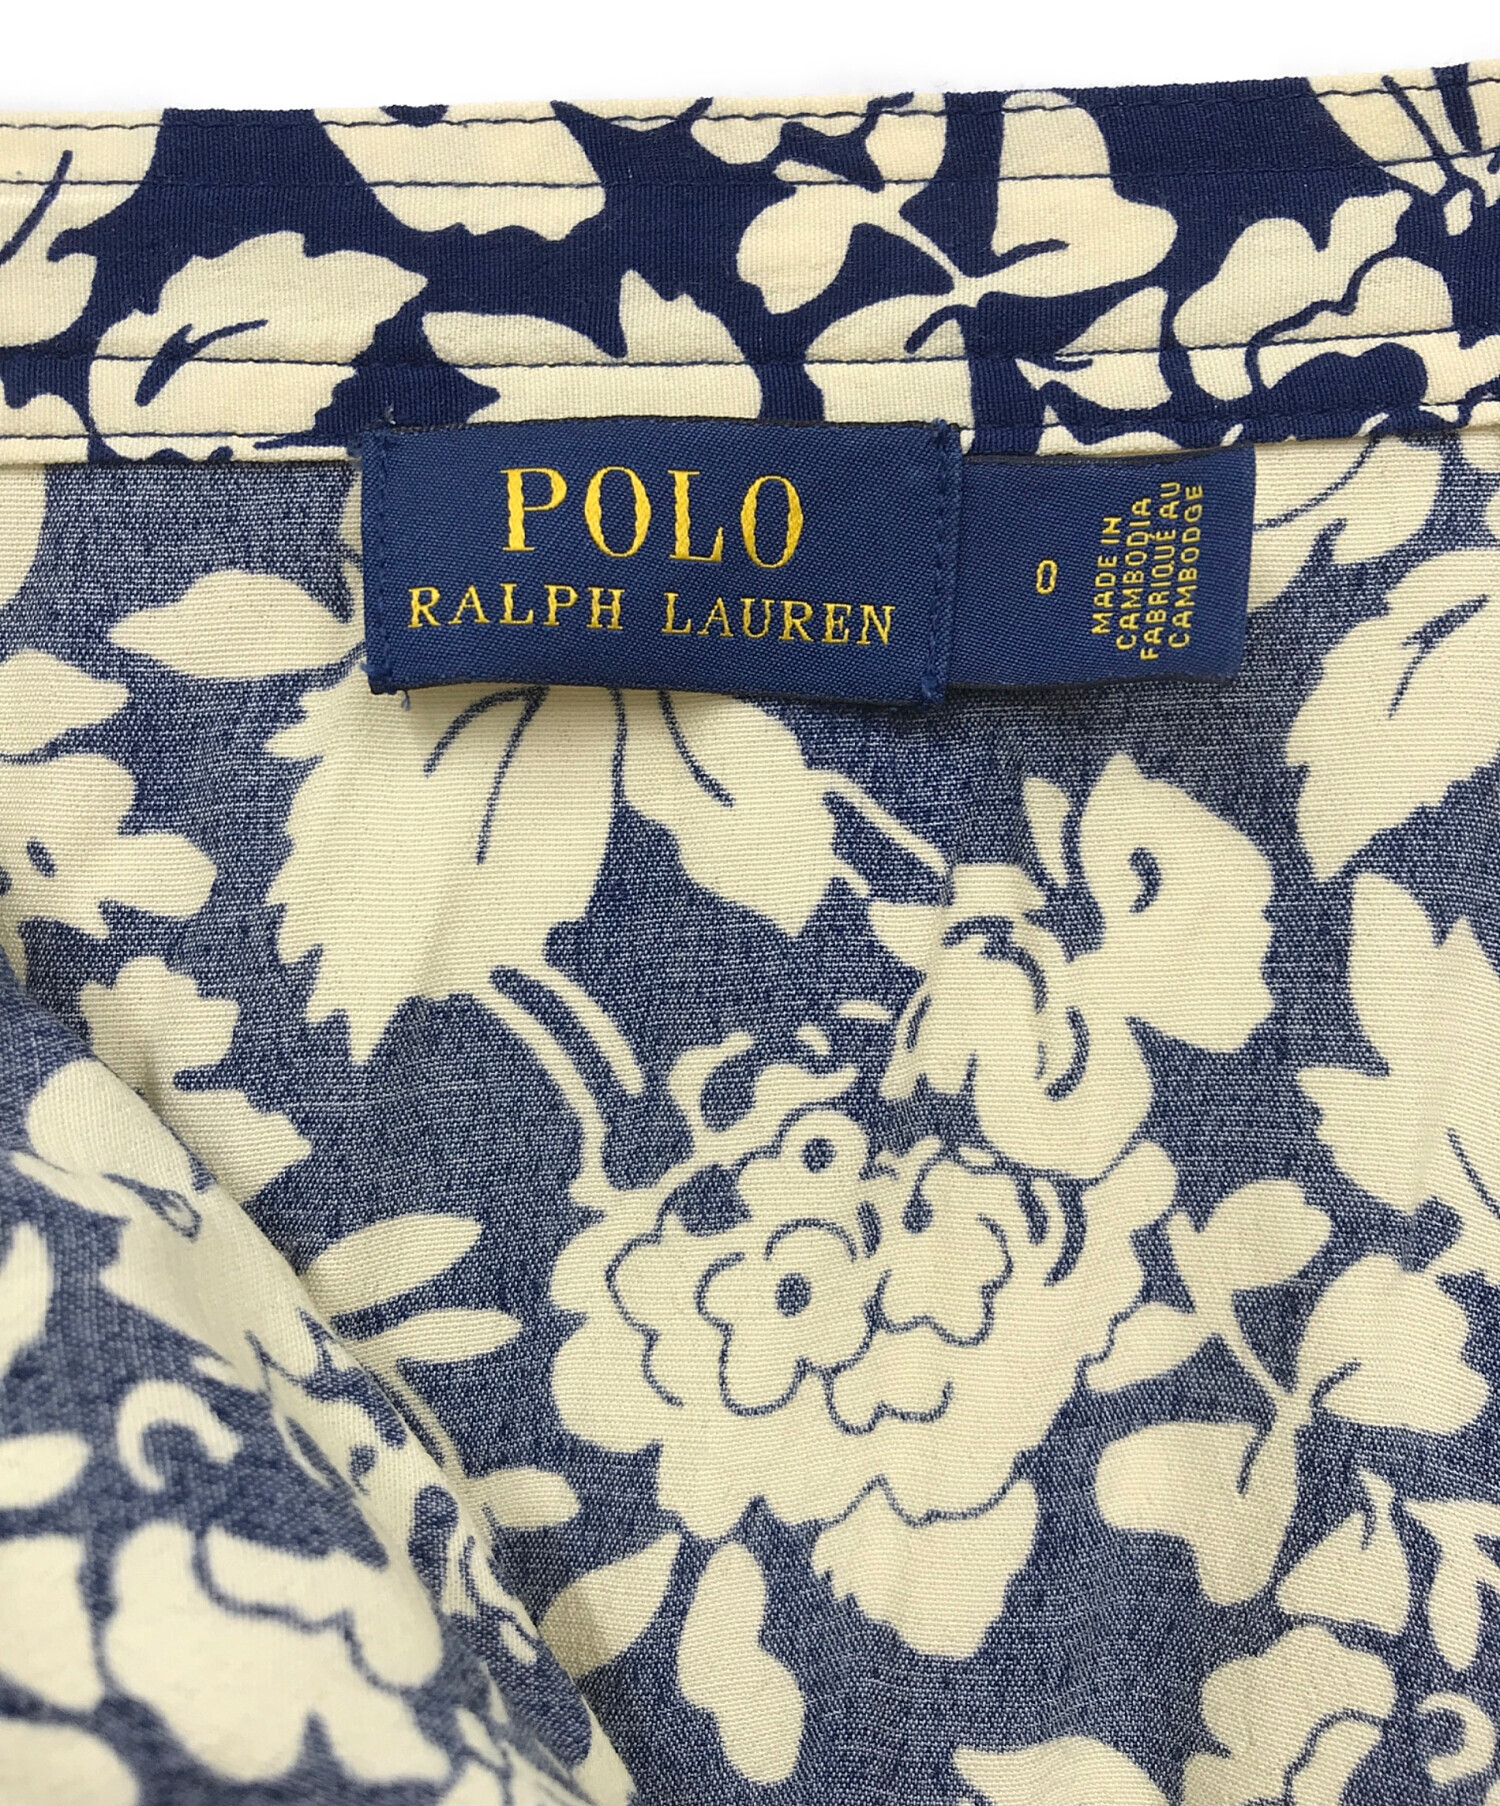 POLO
RALPH LAUREN
0
MADE IN
CAMBODIA
FABRIQUÉ AU
CAMBODGE